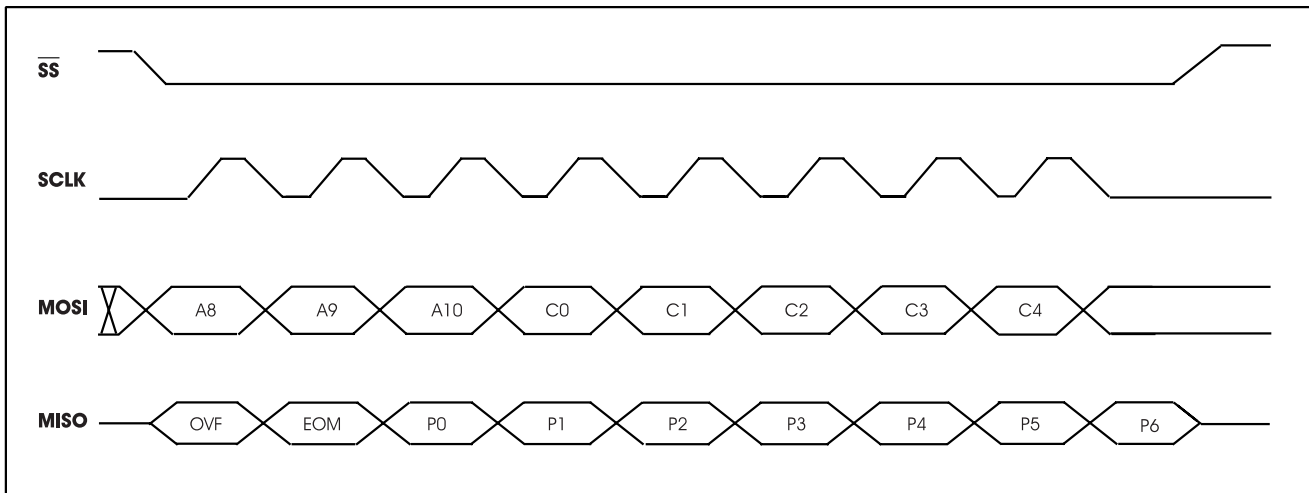 SS
SCLK
MOSI A8 A9 A10 C0 C1 C2 C3 C4
MISO OVF EOM P0 P1 P2 P3 P4 P5 P6